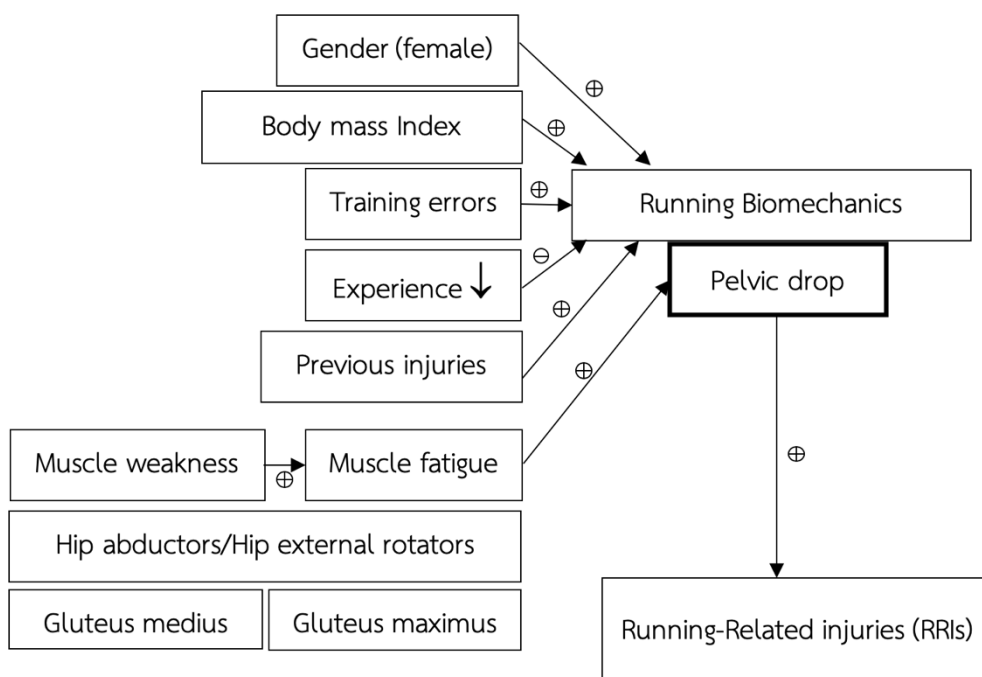 Gender (female)
⊕
Body mass Index
⊕
Training errors
⊕
Running Biomechanics
Experience ↓
⊖
Pelvic drop
Previous injuries
⊕
⊕
Muscle weakness
⊕
Muscle fatigue
⊕
Hip abductors/Hip external rotators
Gluteus medius
Gluteus maximus
Running-Related injuries (RRIs)